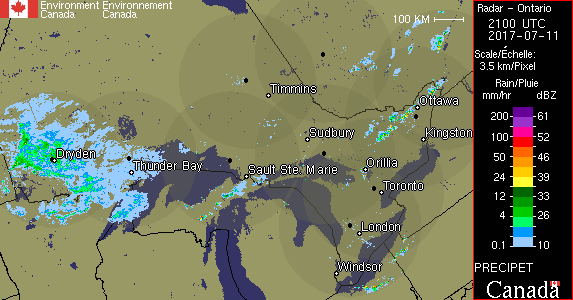 Environment Environnement
Canada Canada
100 KM
Timmins
Ottawa
Sudbury
Kingston
Dryden
Thunder Bay
Sault Ste. Marie
Orillia
Toronto
London
Windsor
Radar - Ontario
2100 UTC
2017-07-11
Scale/Échelle:
3.5 km/Pixel
Rain/Pluie
mm/hr dBZ
200 61
100 52
50 46
24 39
12 33
4 26
0.1 10
PRECIPET
Canada